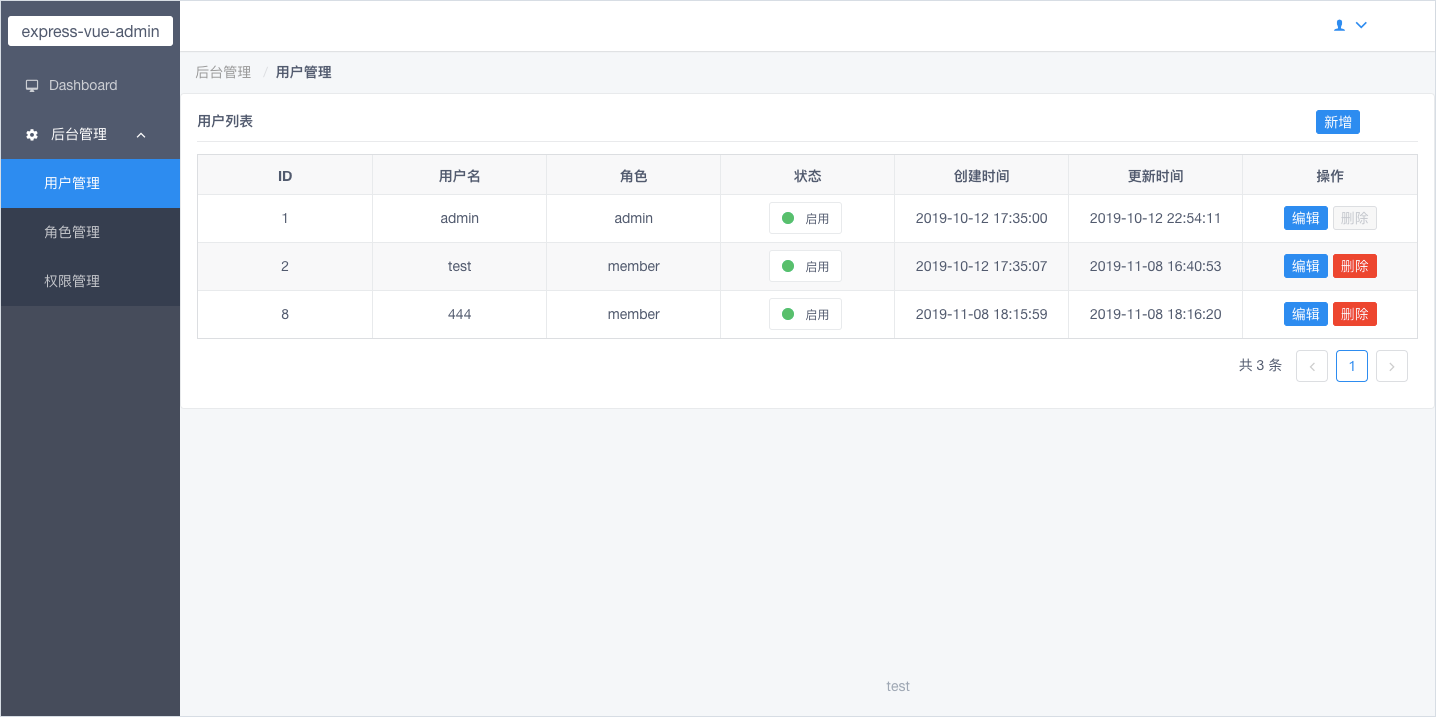 express-vue-admin
Dashboard
后台管理
用户管理
角色管理
权限管理
后台管理 / 用户管理
用户列表 新增
ID 用户名 角色 状态 创建时间 更新时间 操作
1 admin admin 启用 2019-10-12 17:35:00 2019-10-12 22:54:11 编辑 删除
2 test member 启用 2019-10-12 17:35:07 2019-11-08 16:40:53 编辑 删除
8 444 member 启用 2019-11-08 18:15:59 2019-11-08 18:16:20 编辑 删除
共 3 条 1
test